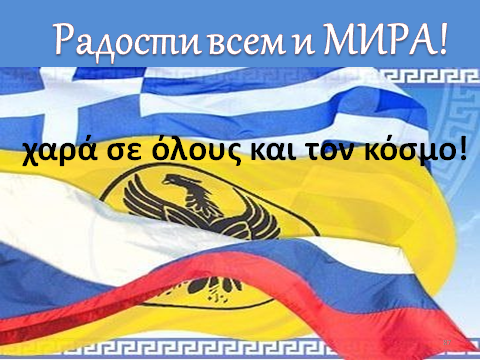 Радости всем и МИРА!
χαρά σε όλους και τον κόσμο!